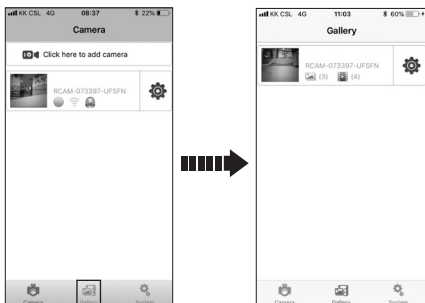 KK CSL 4G 08:37 22%
Camera
Click here to add camera
RCAM-073397-UFSFN
Camera Gallery System
KK CSL 4G 11:03 60%
Gallery
RCAM-073397-UFSFN
(3) (4)
Camera Gallery System